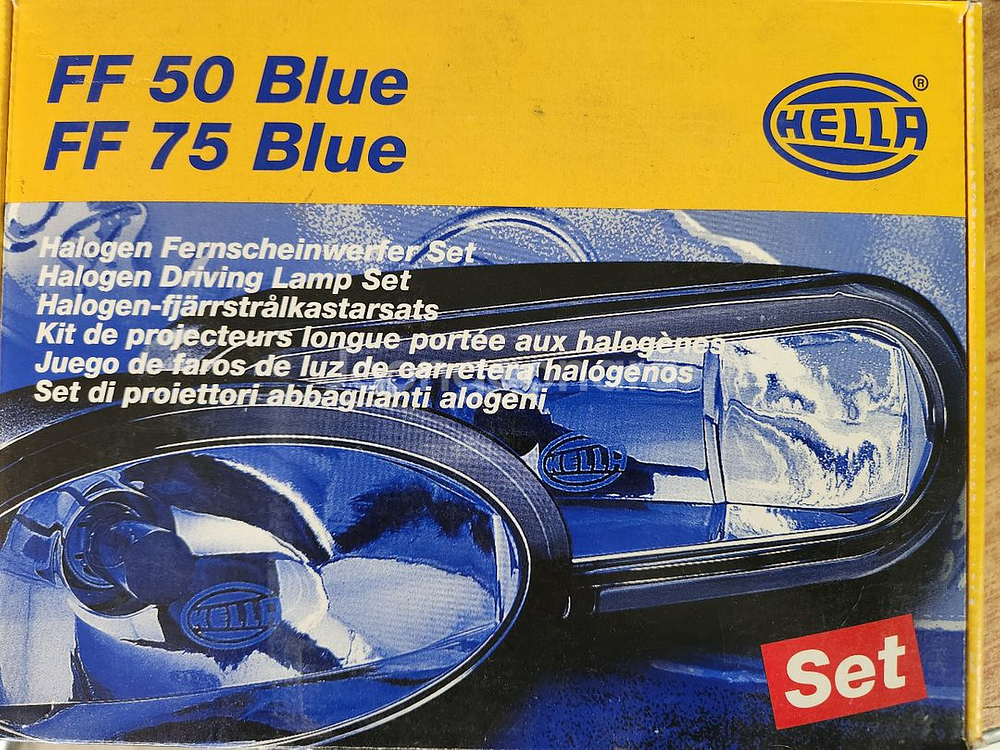 FF 50 Blue
FF 75 Blue
HELLA®
Halogen Fernscheinwerfer Set
Halogen Driving Lamp Set
Halogen-fjärrstrålkastarsats
Kit de projecteurs longue portée aux halogènes
Juego de faros de luz de carretera halógenos
Set di proiettori abbaglianti alogeni
HELLA
HELLA
Set